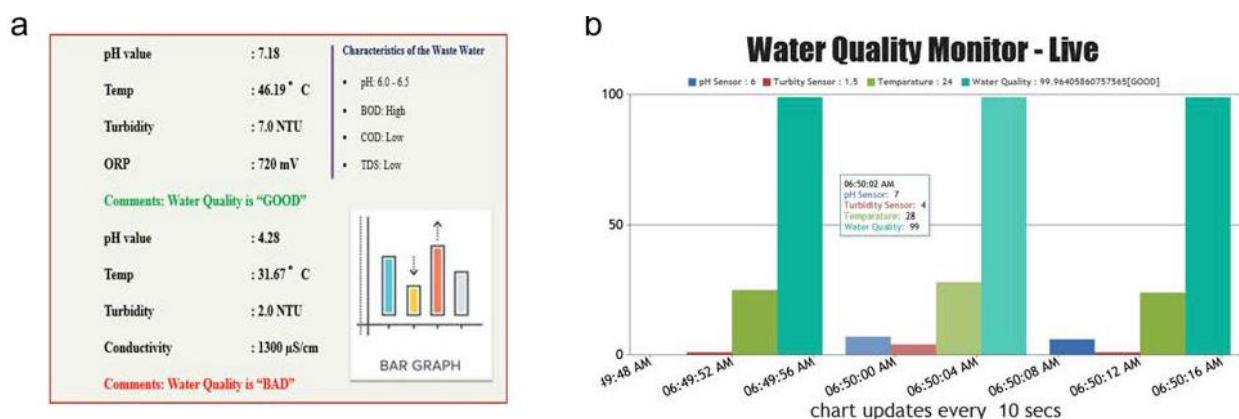 a
pH value : 7.18
Temp : 46.19° C
Turbidity : 7.0 NTU
ORP : 720 mV
Comments: Water Quality is “GOOD”
pH value : 4.28
Temp : 31.67° C
Turbidity : 2.0 NTU
Conductivity : 1300 µS/cm
Comments: Water Quality is “BAD”
Characteristics of the Waste Water
• pH: 6.0 - 6.5
• BOD: High
• COD: Low
• TDS: Low
BAR GRAPH
b
Water Quality Monitor - Live
pH Sensor : 6 Turbity Sensor : 1.5 Temparature : 24 Water Quality : 99.96405860757565[GOOD]
100
50
0
06:50:02 AM
pH Sensor: 7
Turbidity Sensor: 4
Temperature: 28
Water Quality: 99
49:48 AM 06:49:52 AM 06:49:56 AM 06:50:00 AM 06:50:04 AM 06:50:08 AM 06:50:12 AM 06:50:16 AM
chart updates every 10 secs